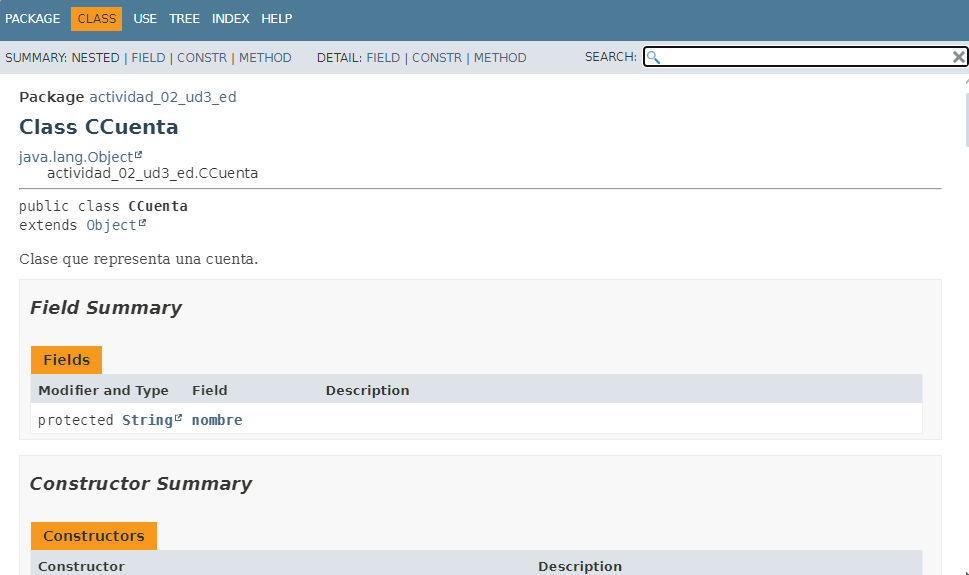 PACKAGE CLASS USE TREE INDEX HELP
SUMMARY: NESTED | FIELD | CONSTR | METHOD DETAIL: FIELD | CONSTR | METHOD SEARCH:
Package actividad_02_ud3_ed
Class CCuenta
java.lang.Object
actividad_02_ud3_ed.CCuenta
public class CCuenta
extends Object
Clase que representa una cuenta.
Field Summary
Fields
Modifier and Type Field Description
protected String nombre
Constructor Summary
Constructors
Constructor Description